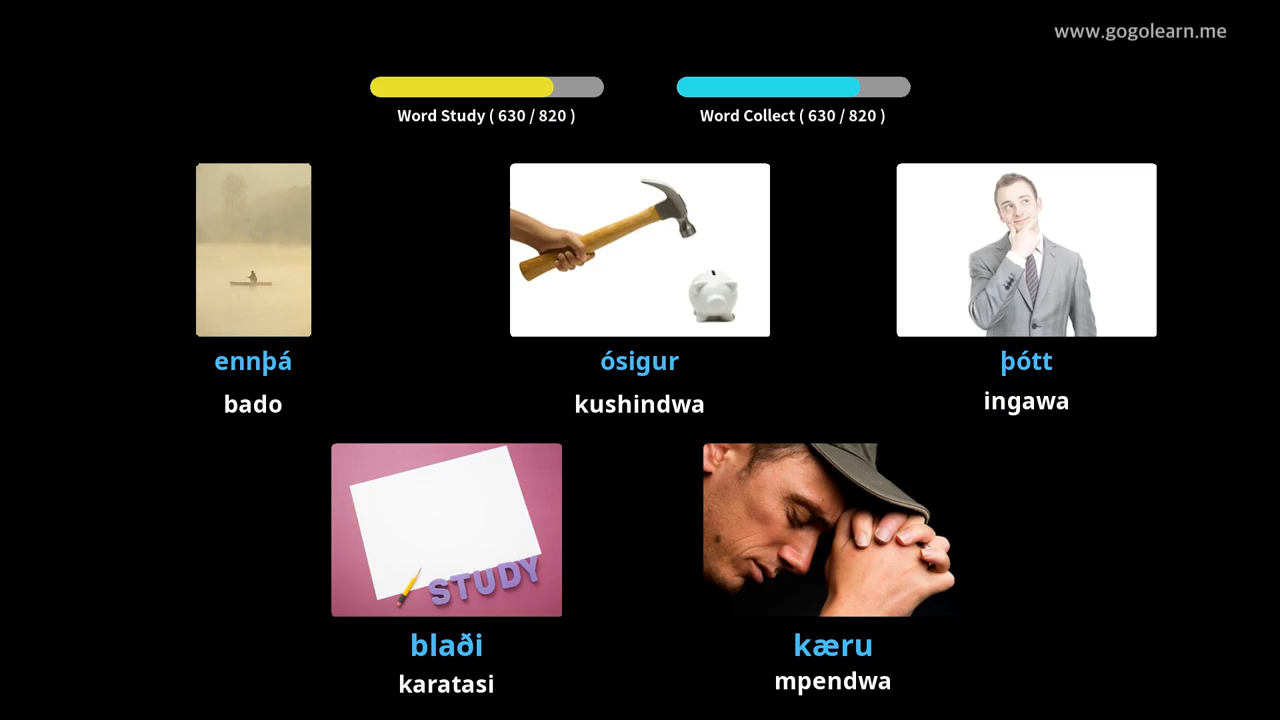 www.gogolearn.me
Word Study ( 630 / 820 )
Word Collect ( 630 / 820 )
ennþá
bado
ósigur
kushindwa
þótt
ingawa
STUDY
blaði
karatasi
kæru
mpendwa